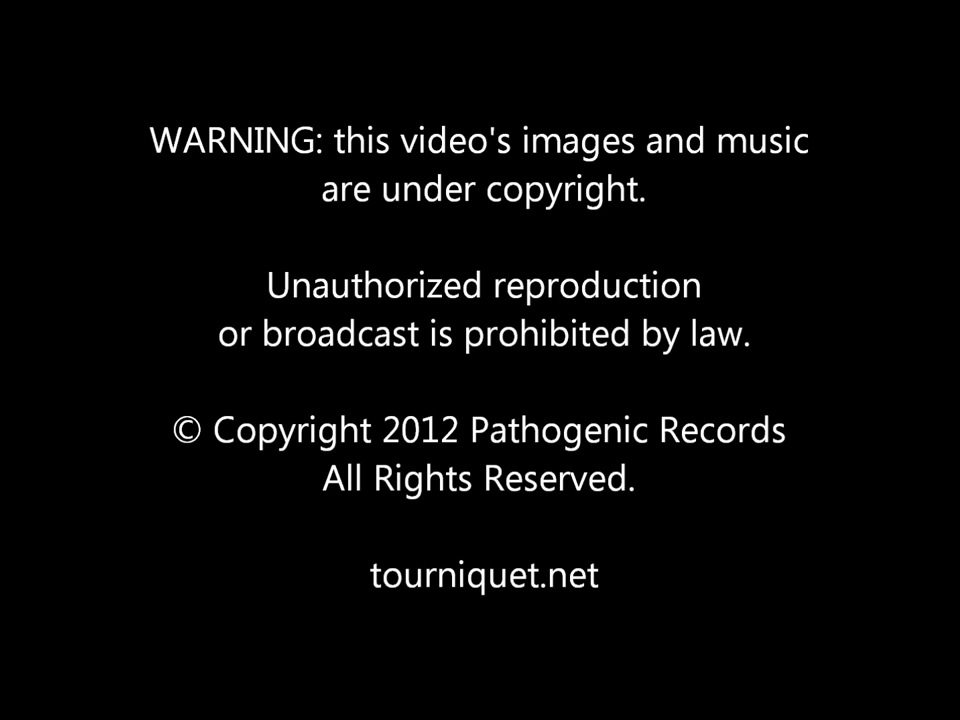 WARNING: this video's images and music
are under copyright.
Unauthorized reproduction
or broadcast is prohibited by law.
© Copyright 2012 Pathogenic Records
All Rights Reserved.
tourniquet.net